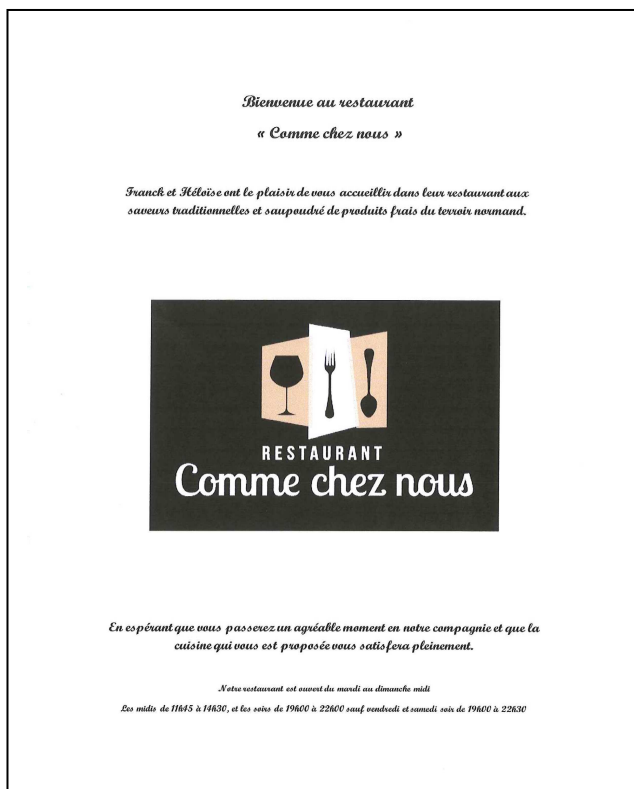 Bienvenue au restaurant
« Comme chez nous »
Franck et Héloïse ont le plaisir de vous accueillir dans leur restaurant aux
saveurs traditionnelles et saupoudré de produits frais du terroir normand.
RESTAURANT
Comme chez nous
En espérant que vous passerez un agréable moment en notre compagnie et que la
cuisine qui vous est proposée vous satisfera pleinement.
Notre restaurant est ouvert du mardi au dimanche midi
Les midis de 11h45 à 14h30, et les soirs de 19h00 à 22h00 sauf vendredi et samedi soir de 19h00 à 22h30